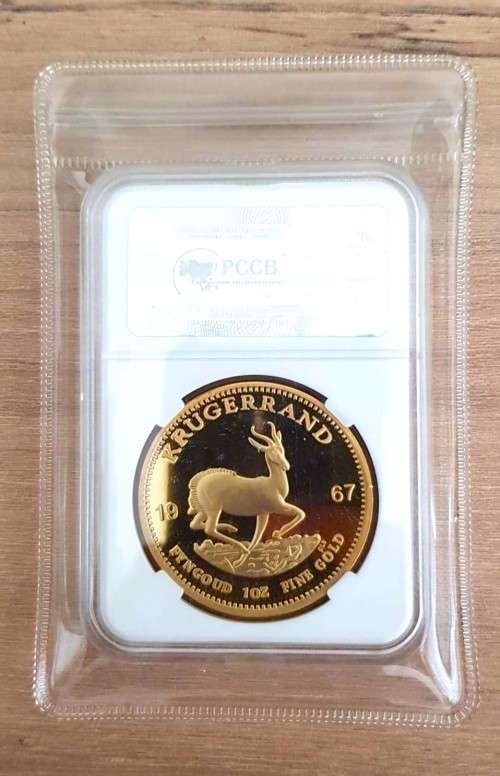 PCCB
KRUGERRAND
19 67
FYNGOUD 1OZ FINE GOLD